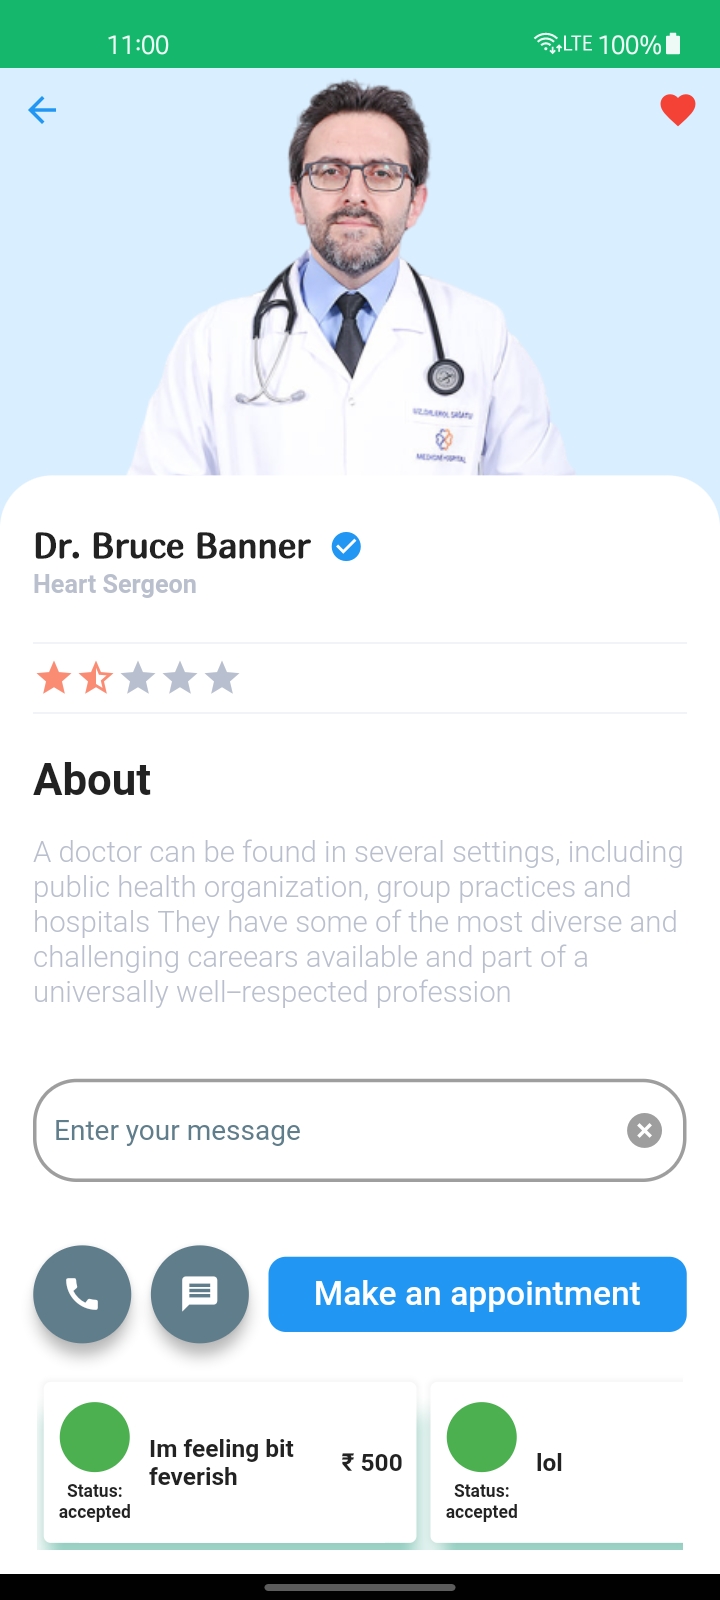 11:00
LTE 100%
MEDICINE HOSPITAL
Dr. Bruce Banner
Heart Sergeon
About
A doctor can be found in several settings, including
public health organization, group practices and
hospitals They have some of the most diverse and
challenging careears available and part of a
universally well–respected profession
Enter your message
Make an appointment
Im feeling bit
feverish
₹ 500
Status:
accepted
lol
Status:
accepted